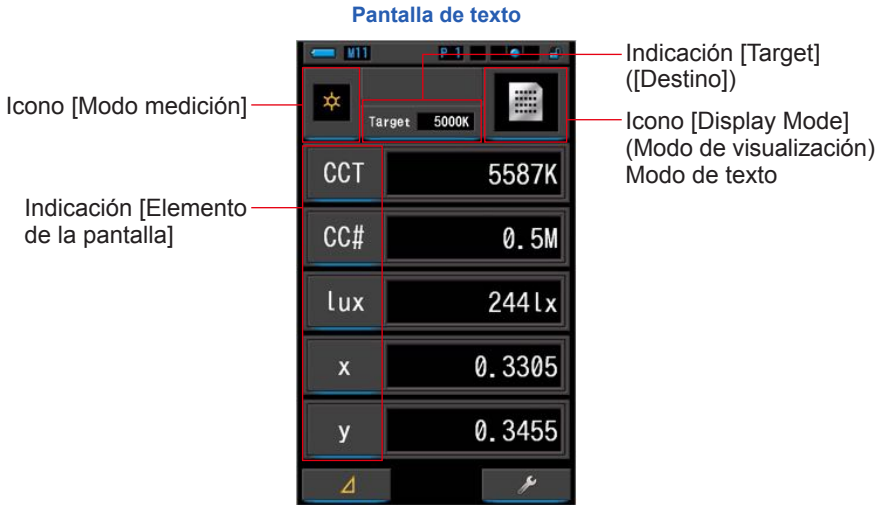 Pantalla de texto
M11 P 1
Indicación [Target]
([Destino])
Icono [Modo medición]
Target 5000K
Icono [Display Mode]
(Modo de visualización)
Modo de texto
CCT 5587K
Indicación [Elemento
de la pantalla]
CC# 0.5M
lux 244lx
x 0.3305
y 0.3455